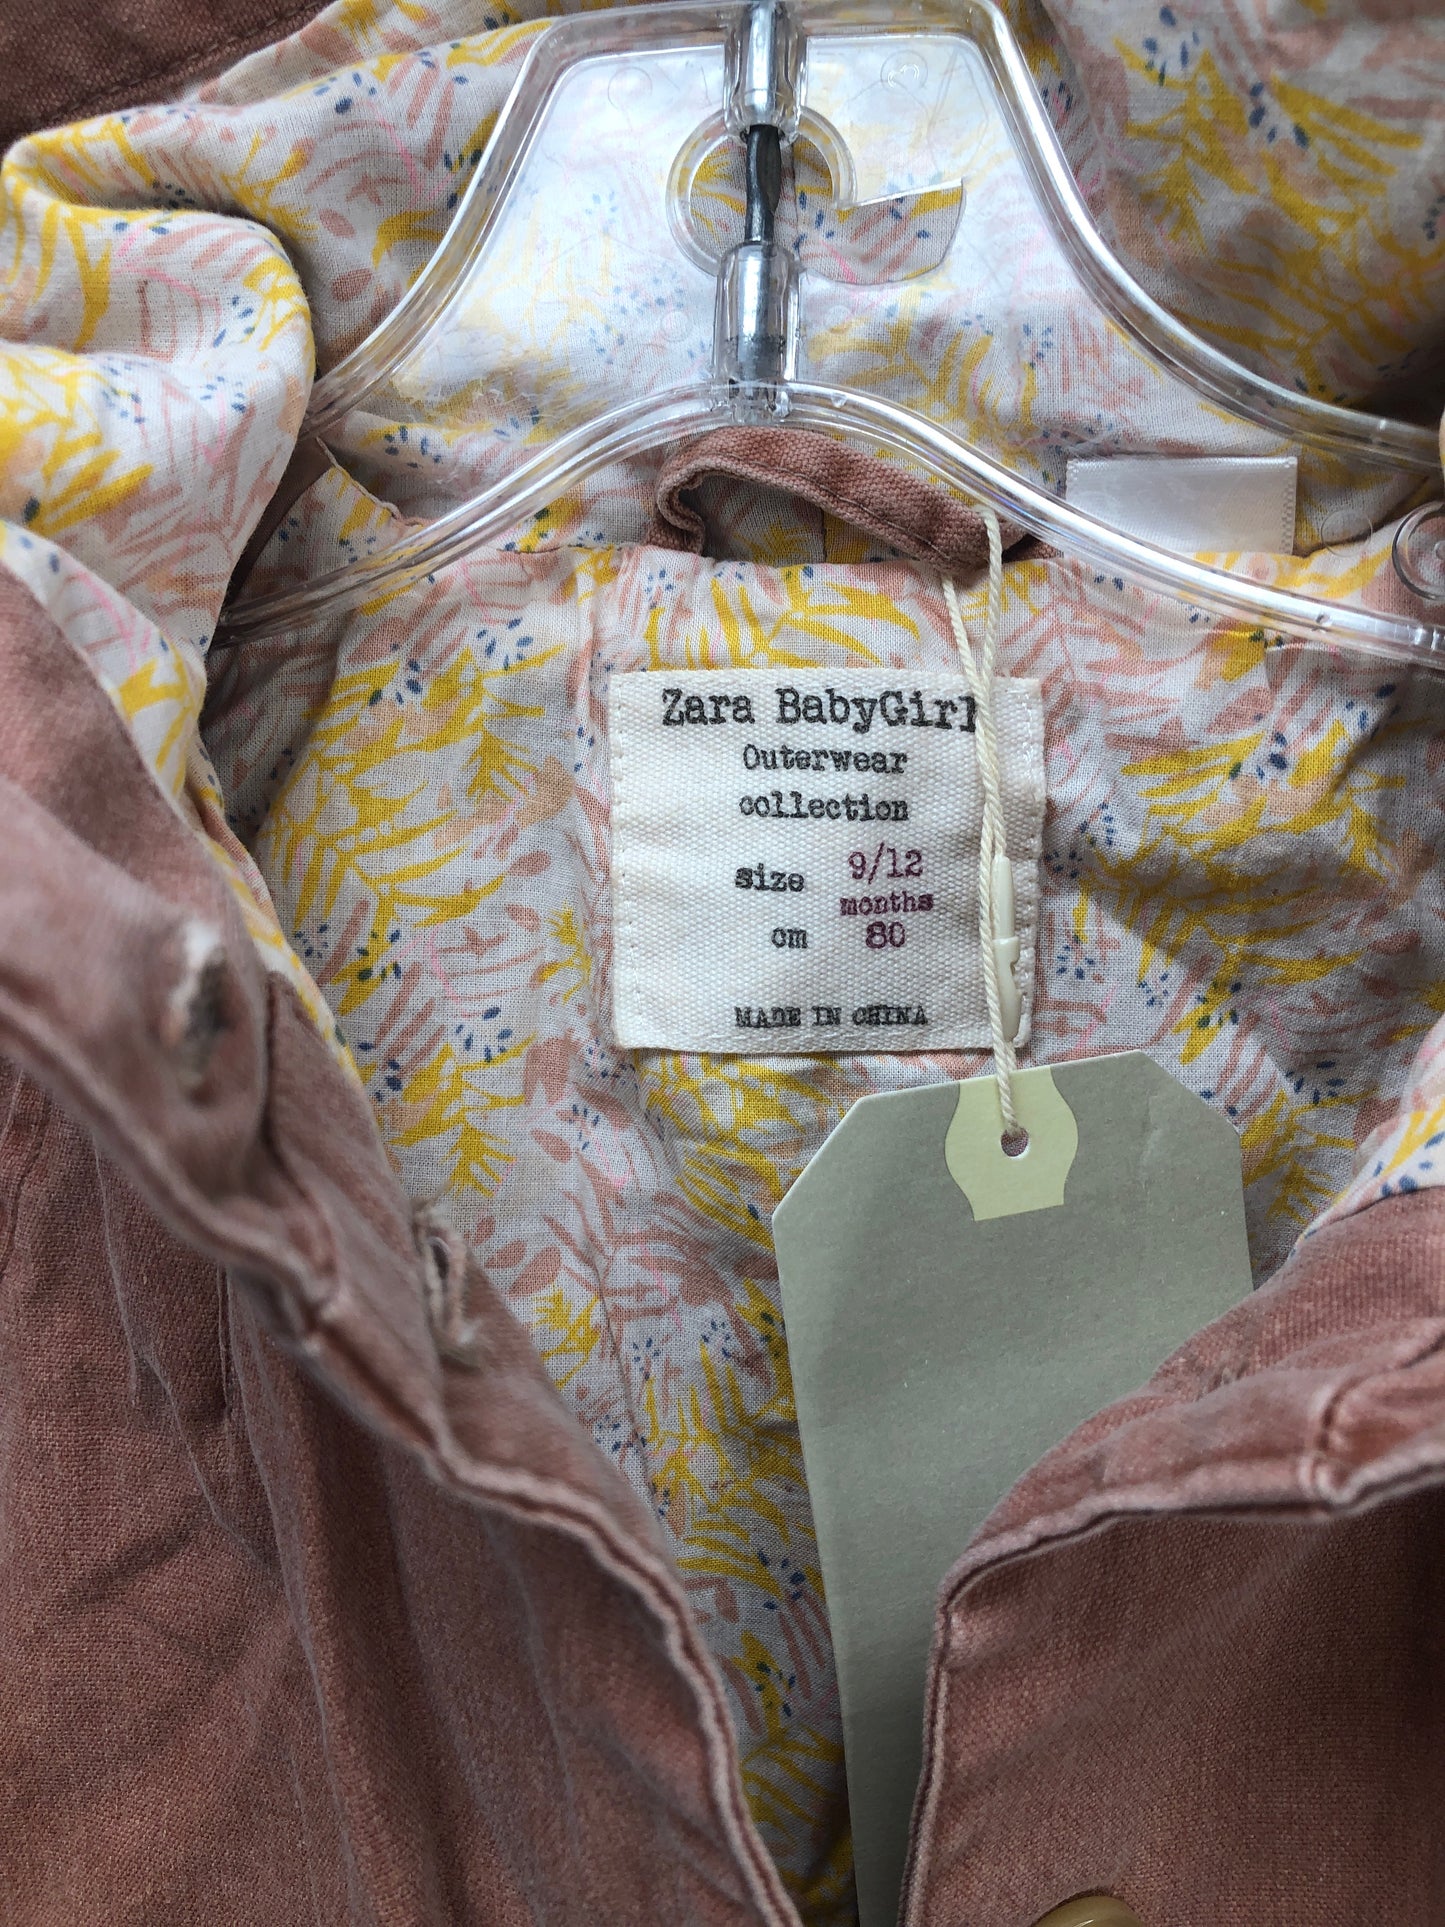 Zara BabyGirl
Outerwear
collection
size 9/12
months
cm 80
MADE IN CHINA